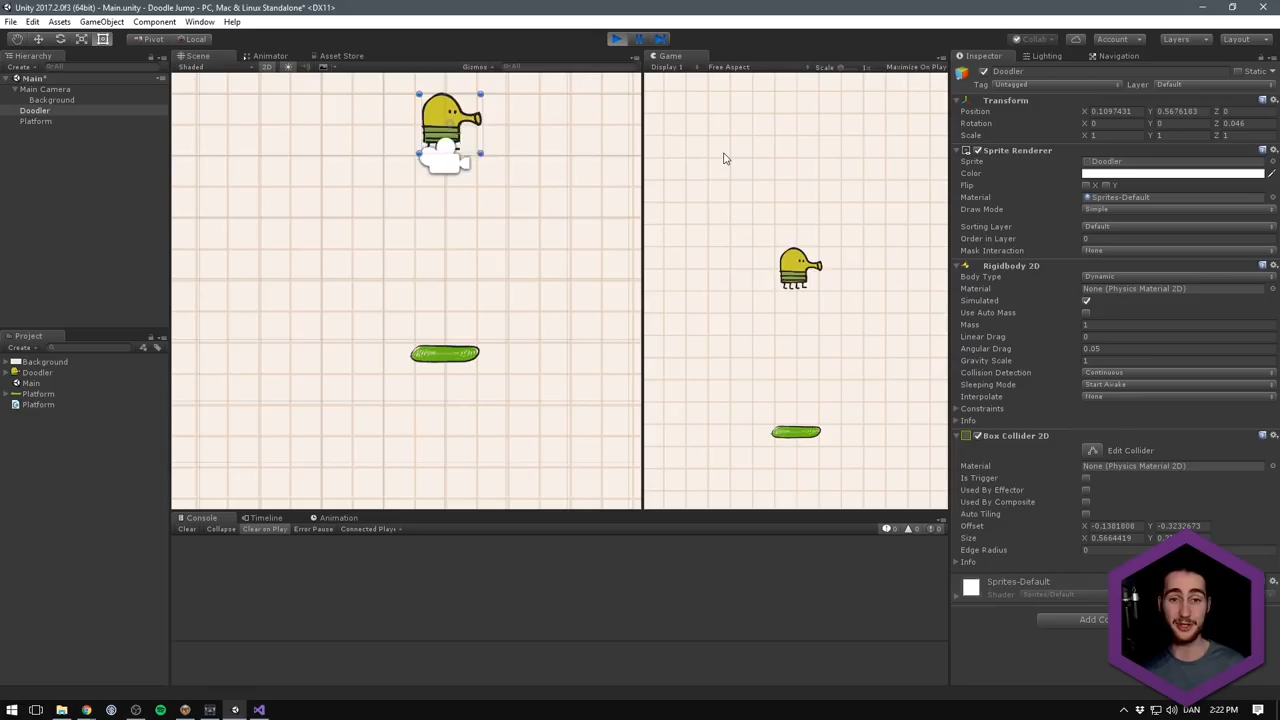 Unity 2017.2.0f3 (64bit) - Main.unity - Doodle Jump - PC, Mac & Linux Standalone* <DX11>
File Edit Assets GameObject Component Window Help
Pivot Local
Collab Account Layers Layout
Hierarchy
Create All
Main*
Main Camera
Background
Doodler
Platform
Project
Create
Background
Doodler
Main
Platform
Platform
Scene Animator Asset Store
Shaded 2D Gizmos All
Game
Display 1 Free Aspect Scale 1x Maximize On Play
Console Timeline Animation
Clear Collapse Clear on Play Error Pause Connected Player
0 0 0
Inspector Lighting Navigation
Doodler Static
Tag Untagged Layer Default
Transform
Position X 0.1097431 Y 0.5676183 Z 0
Rotation X 0 Y 0 Z 0.046
Scale X 1 Y 1 Z 1
Sprite Renderer
Sprite Doodler
Color
Flip X Y
Material Sprites-Default
Draw Mode Simple
Sorting Layer Default
Order in Layer 0
Mask Interaction None
Rigidbody 2D
Body Type Dynamic
Material None (Physics Material 2D)
Simulated
Use Auto Mass
Mass 1
Linear Drag 0
Angular Drag 0.05
Gravity Scale 1
Collision Detection Continuous
Sleeping Mode Start Awake
Interpolate None
Constraints
Info
Box Collider 2D
Edit Collider
Material None (Physics Material 2D)
Is Trigger
Used By Effector
Used By Composite
Auto Tiling
Offset X -0.1381808 Y -0.3232673
Size X 0.5664419 Y
Edge Radius 0
Info
Sprites-Default
Shader Sprites/Default
Add
DAN 2:22 PM